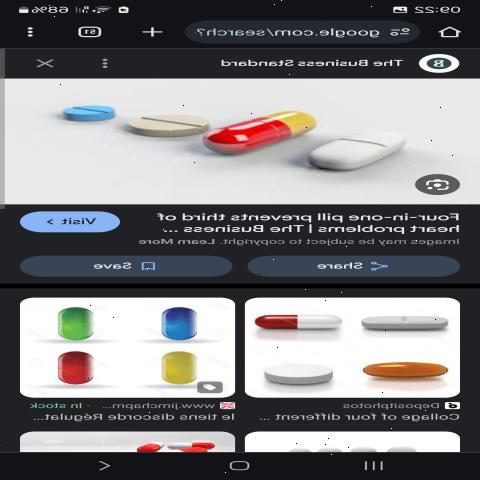 09:22
68%
google.com/search?
51
The Business Standard
Four-in-one pill prevents third of
heart problems | The Business ...
Visit >
Images may be subject to copyright. Learn More
Share
Save
Depositphotos
Collage of four different ...
www.jimchapm... · In stock
le tiens discorde Régulat...